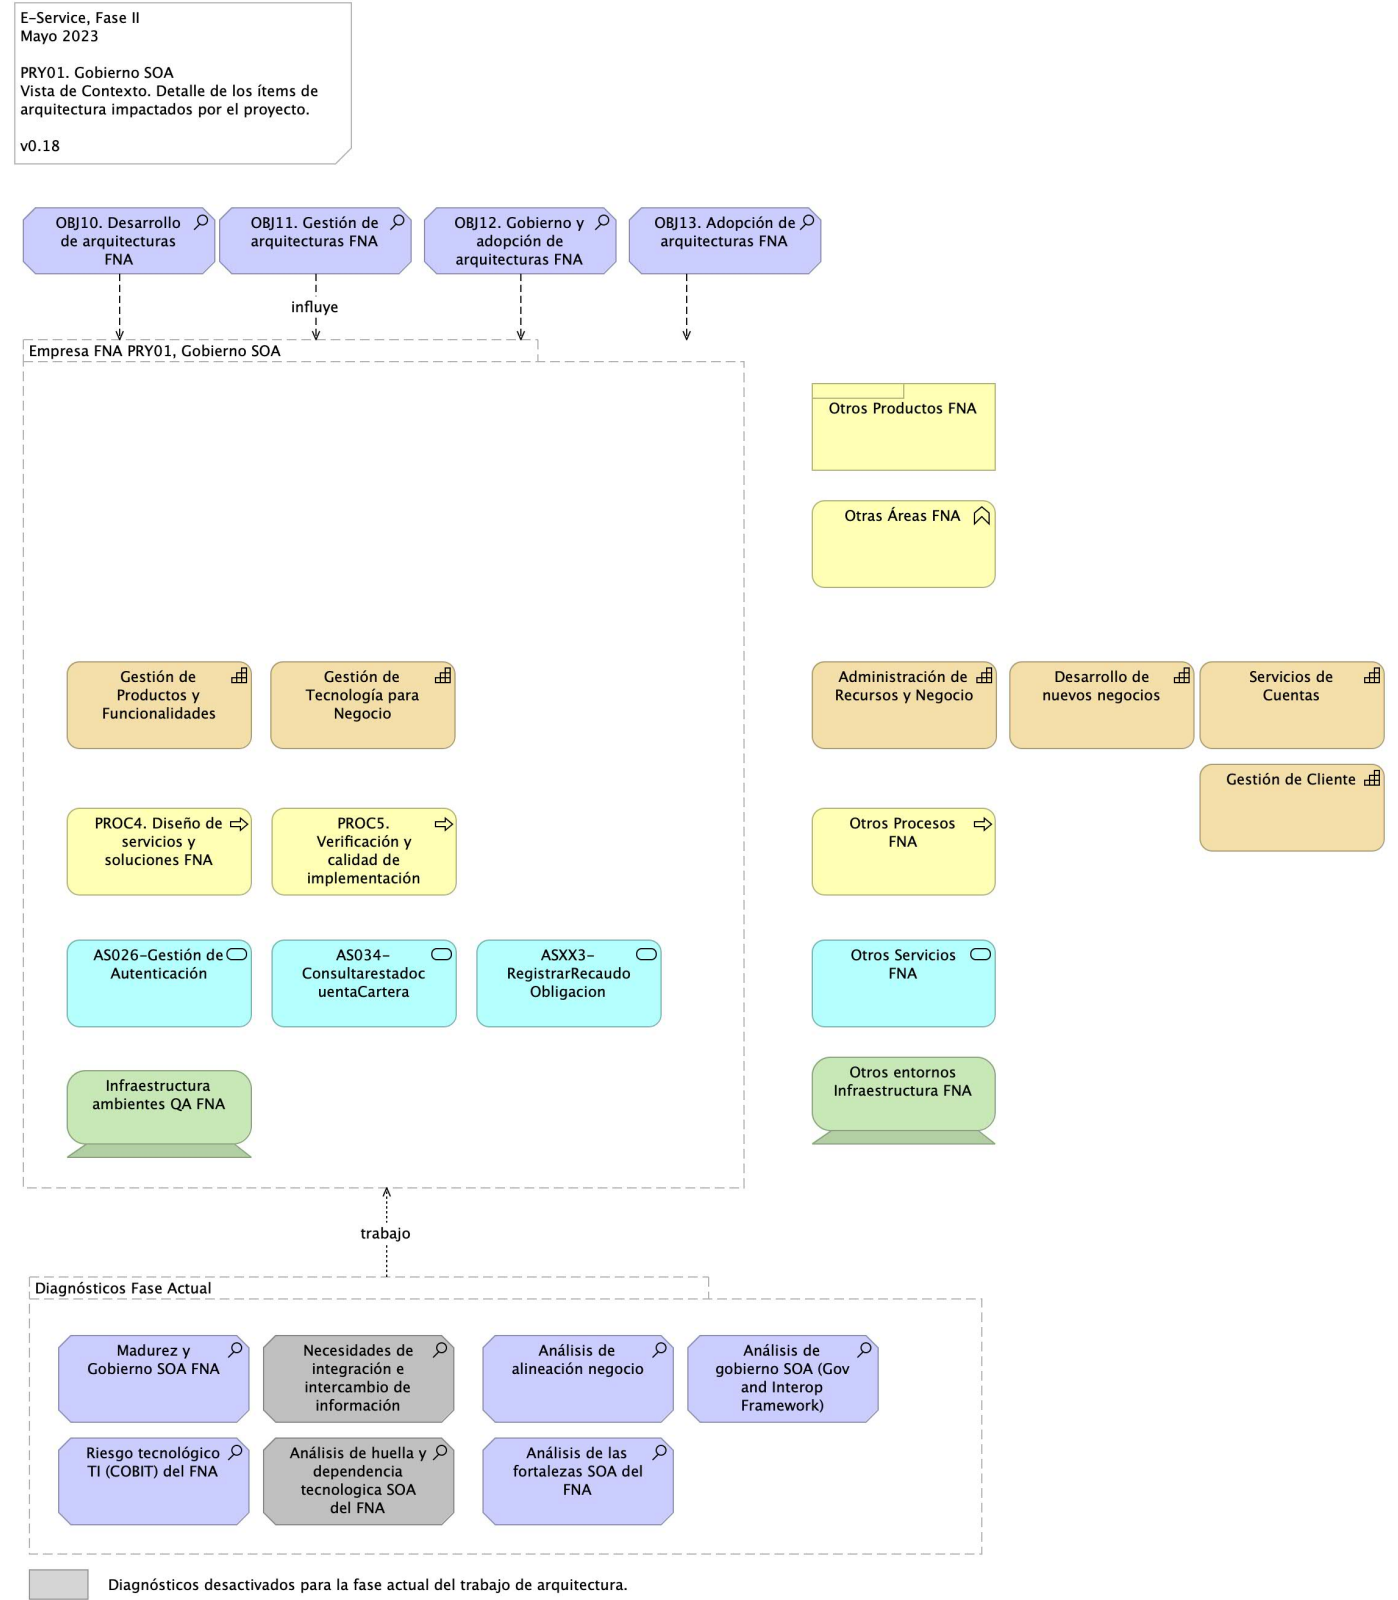 E-Service, Fase II
Mayo 2023
PRY01. Gobierno SOA
Vista de Contexto. Detalle de los ítems de
arquitectura impactados por el proyecto.
v0.18
OBJ10. Desarrollo
de arquitecturas
FNA
OBJ11. Gestión de
arquitecturas FNA
OBJ12. Gobierno y
adopción de
arquitecturas FNA
OBJ13. Adopción de
arquitecturas FNA
influye
Empresa FNA PRY01, Gobierno SOA
Otros Productos FNA
Otras Áreas FNA
Gestión de
Productos y
Funcionalidades
Gestión de
Tecnología para
Negocio
Administración de
Recursos y Negocio
Desarrollo de
nuevos negocios
Servicios de
Cuentas
Gestión de Cliente
PROC4. Diseño de
servicios y
soluciones FNA
PROC5.
Verificación y
calidad de
implementación
Otros Procesos
FNA
AS026-Gestión de
Autenticación
AS034-
Consultarestadoc
uentaCartera
ASXX3-
RegistrarRecaudo
Obligacion
Otros Servicios
FNA
Infraestructura
ambientes QA FNA
Otros entornos
Infraestructura FNA
trabajo
Diagnósticos Fase Actual
Madurez y
Gobierno SOA FNA
Necesidades de
integración e
intercambio de
información
Análisis de
alineación negocio
Análisis de
gobierno SOA (Gov
and Interop
Framework)
Riesgo tecnológico
TI (COBIT) del FNA
Análisis de huella y
dependencia
tecnologica SOA
del FNA
Análisis de las
fortalezas SOA del
FNA
Diagnósticos desactivados para la fase actual del trabajo de arquitectura.